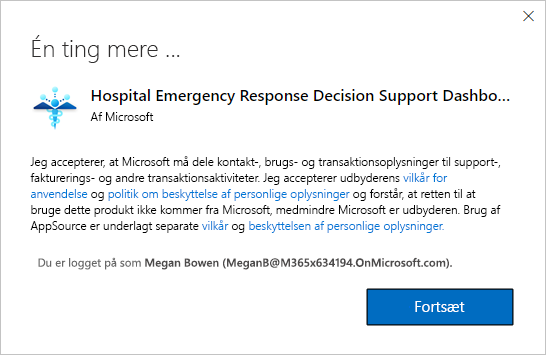 Én ting mere ...
Hospital Emergency Response Decision Support Dashbo...
Af Microsoft
Jeg accepterer, at Microsoft må dele kontakt-, brugs- og transaktionsoplysninger til support-,
fakturerings- og andre transaktionsaktiviteter. Jeg accepterer udbyderens vilkår for
anvendelse og politik om beskyttelse af personlige oplysninger og forstår, at retten til at
bruge dette produkt ikke kommer fra Microsoft, medmindre Microsoft er udbyderen. Brug af
AppSource er underlagt separate vilkår og beskyttelsen af personlige oplysninger.
Du er logget på som Megan Bowen (MeganB@M365x634194.OnMicrosoft.com).
Fortsæt